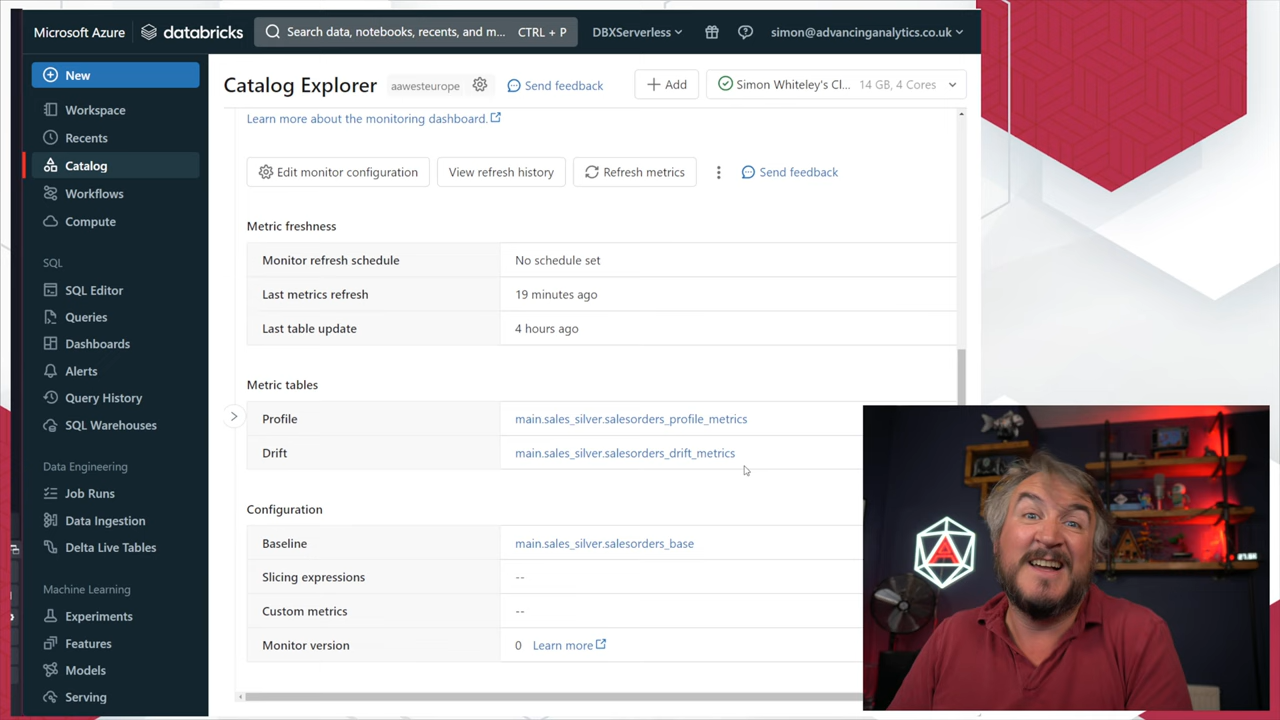 Microsoft Azure databricks Search data, notebooks, recents, and m... CTRL + P DBXServerless simon@advancinganalytics.co.uk
New
Workspace
Recents
Catalog
Workflows
Compute
SQL
SQL Editor
Queries
Dashboards
Alerts
Query History
SQL Warehouses
Data Engineering
Job Runs
Data Ingestion
Delta Live Tables
Machine Learning
Experiments
Features
Models
Serving
Catalog Explorer aawesteurope Send feedback Add Simon Whiteley's Cl... 14 GB, 4 Cores
Learn more about the monitoring dashboard.
Edit monitor configuration View refresh history Refresh metrics Send feedback
Metric freshness
Monitor refresh schedule No schedule set
Last metrics refresh 19 minutes ago
Last table update 4 hours ago
Metric tables
Profile main.sales_silver.salesorders_profile_metrics
Drift main.sales_silver.salesorders_drift_metrics
Configuration
Baseline main.sales_silver.salesorders_base
Slicing expressions --
Custom metrics --
Monitor version 0 Learn more